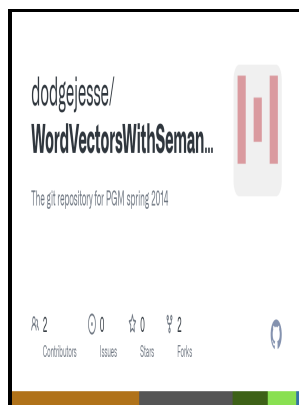 dodgejesse/
WordVectorsWithSeman...
The git repository for PGM spring 2014
2 0 0 2
Contributors Issues Stars Forks